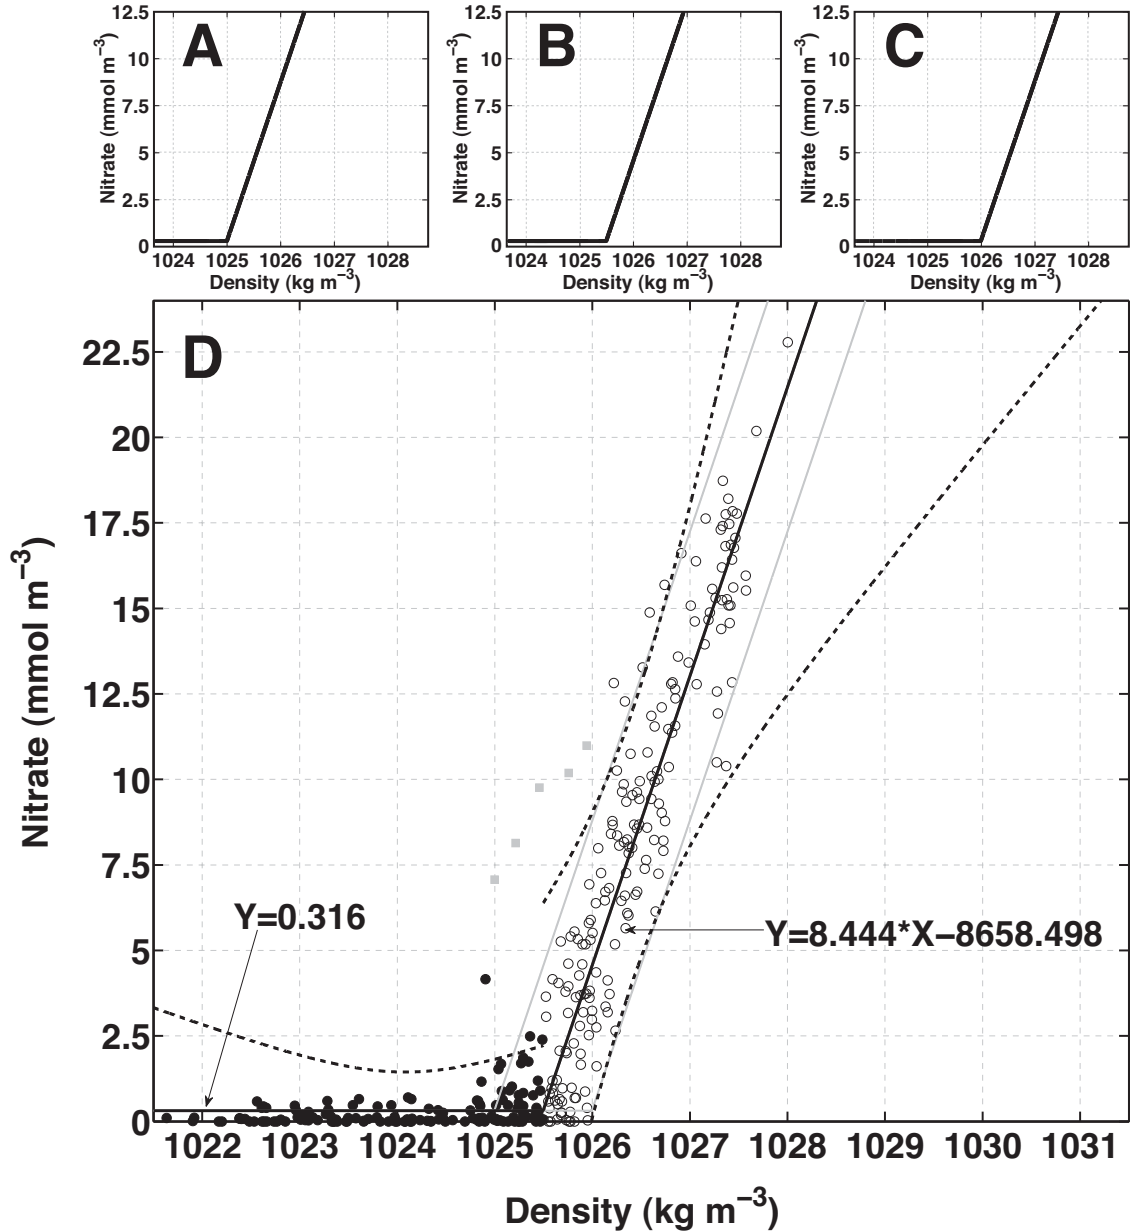 A
12.5
10
7.5
5
2.5
0
Nitrate (mmol m⁻³)
1024 1025 1026 1027 1028
Density (kg m⁻³)
B
12.5
10
7.5
5
2.5
0
Nitrate (mmol m⁻³)
1024 1025 1026 1027 1028
Density (kg m⁻³)
C
12.5
10
7.5
5
2.5
0
Nitrate (mmol m⁻³)
1024 1025 1026 1027 1028
Density (kg m⁻³)
D
22.5
20
17.5
15
12.5
10
7.5
5
2.5
0
Nitrate (mmol m⁻³)
Y=0.316
Y=8.444*X−8658.498
1022 1023 1024 1025 1026 1027 1028 1029 1030 1031
Density (kg m⁻³)